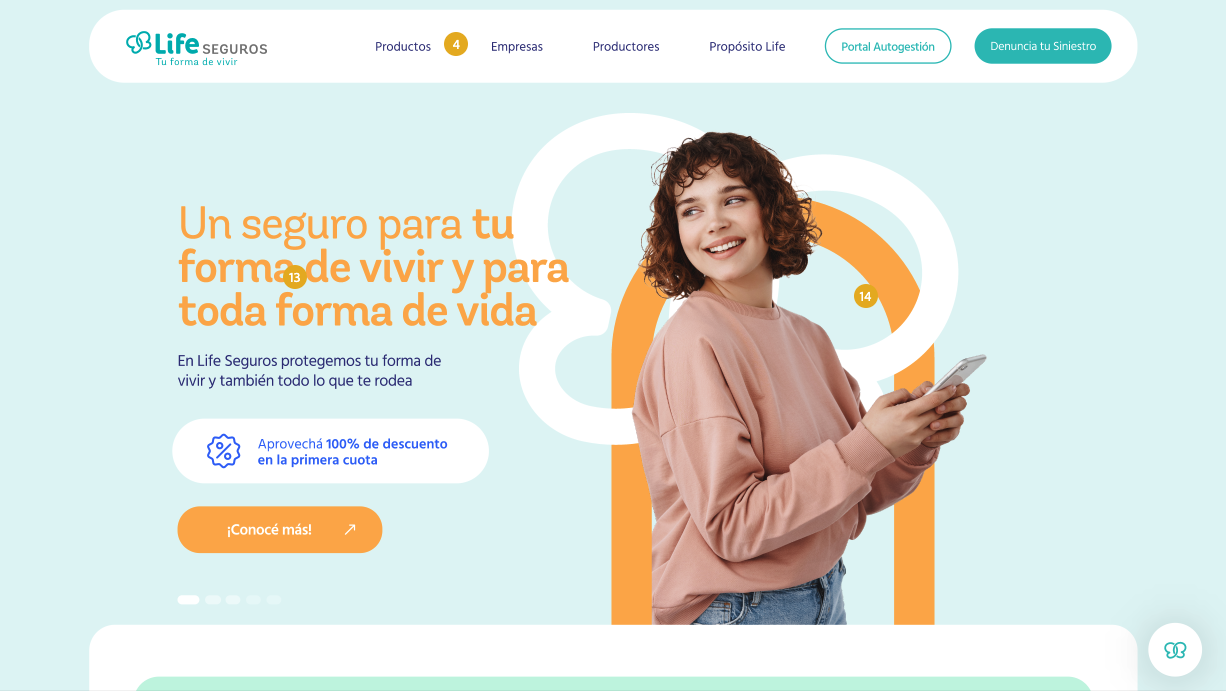 Life SEGUROS
Tu forma de vivir
Productos
4
Empresas
Productores
Propósito Life
Portal Autogestión
Denuncia tu Siniestro
Un seguro para tu
forma de vivir y para
toda forma de vida
13
14
En Life Seguros protegemos tu forma de
vivir y también todo lo que te rodea
Aprovechá 100% de descuento
en la primera cuota
¡Conocé más!